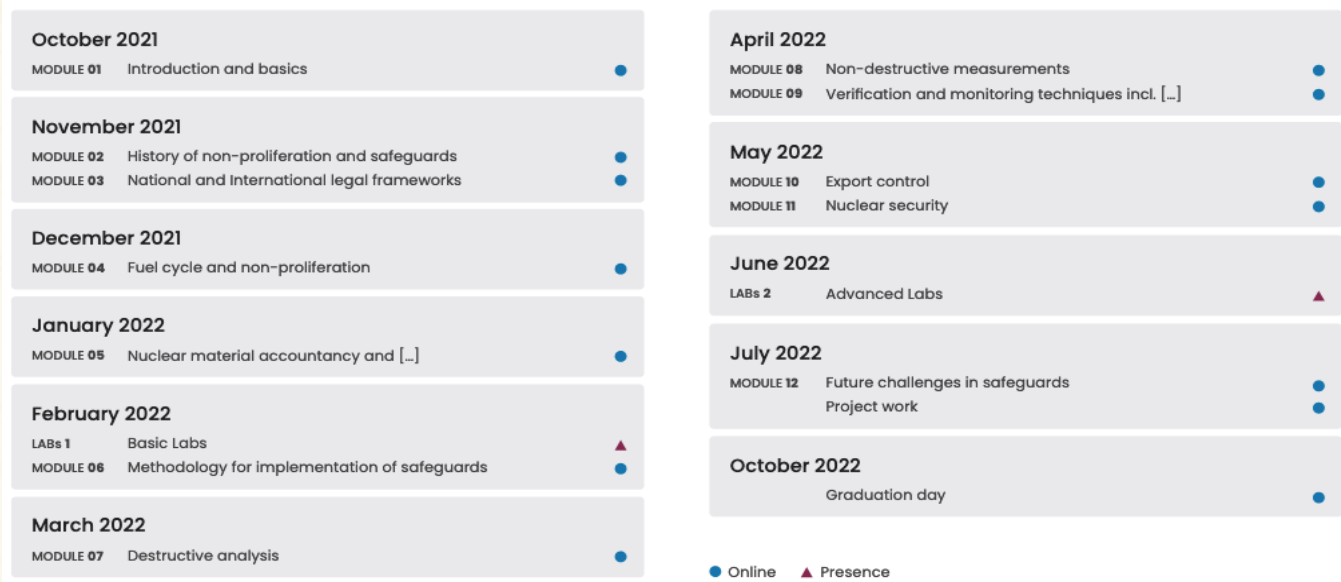 October 2021
MODULE 01 Introduction and basics
November 2021
MODULE 02 History of non-proliferation and safeguards
MODULE 03 National and International legal frameworks
December 2021
MODULE 04 Fuel cycle and non-proliferation
January 2022
MODULE 05 Nuclear material accountancy and […]
February 2022
LABs 1 Basic Labs
MODULE 06 Methodology for implementation of safeguards
March 2022
MODULE 07 Destructive analysis
April 2022
MODULE 08 Non-destructive measurements
MODULE 09 Verification and monitoring techniques incl. […]
May 2022
MODULE 10 Export control
MODULE 11 Nuclear security
June 2022
LABs 2 Advanced Labs
July 2022
MODULE 12 Future challenges in safeguards
Project work
October 2022
Graduation day
Online Presence